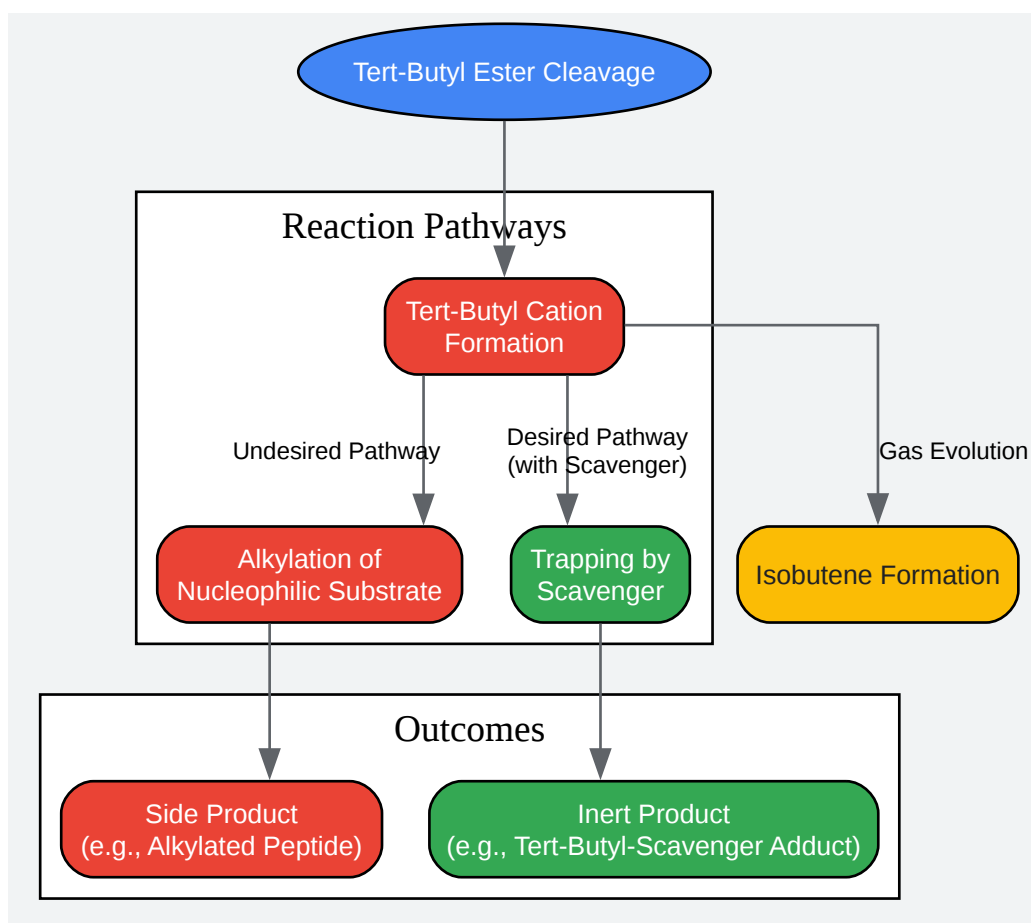 Tert-Butyl Ester Cleavage
Reaction Pathways
Tert-Butyl Cation
Formation
Undesired Pathway
Desired Pathway
(with Scavenger)
Gas Evolution
Alkylation of
Nucleophilic Substrate
Trapping by
Scavenger
Isobutene Formation
Outcomes
Side Product
(e.g., Alkylated Peptide)
Inert Product
(e.g., Tert-Butyl-Scavenger Adduct)